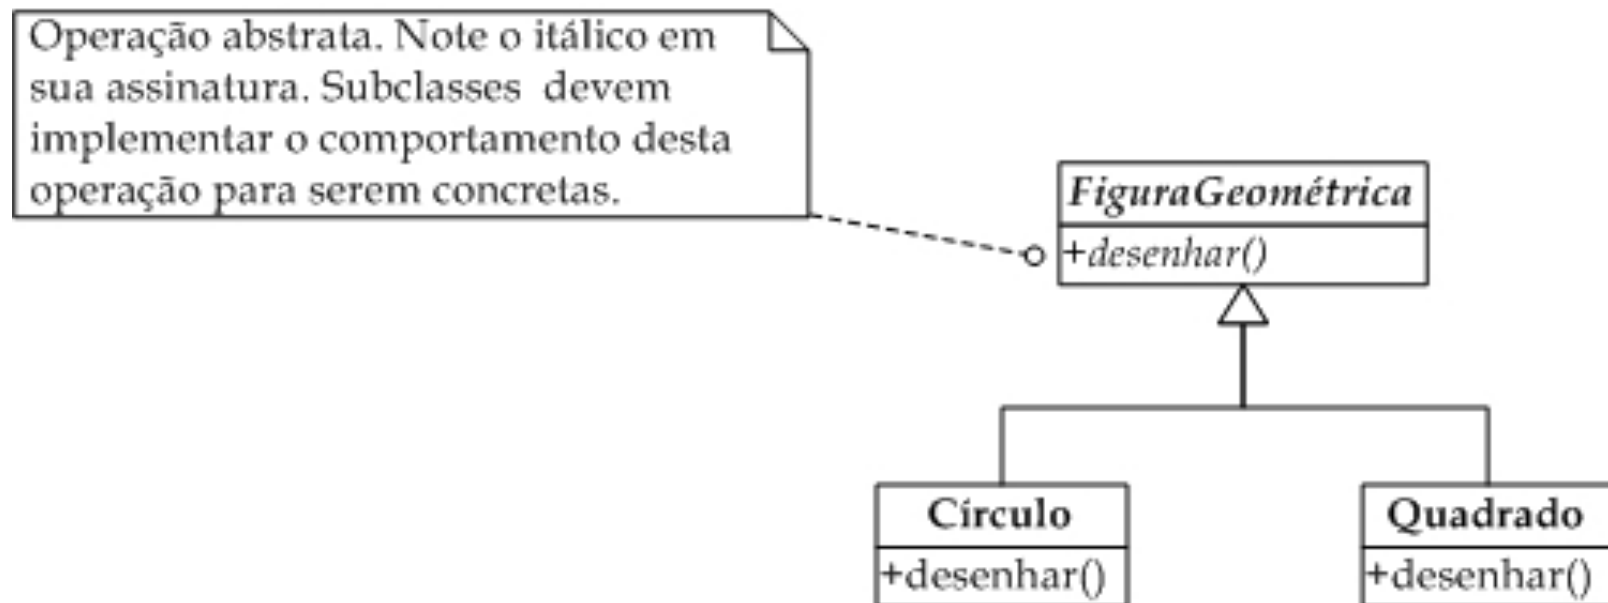 Operação abstrata. Note o itálico em
sua assinatura. Subclasses devem
implementar o comportamento desta
operação para serem concretas.
FiguraGeométrica
+desenhar()
Círculo
+desenhar()
Quadrado
+desenhar()